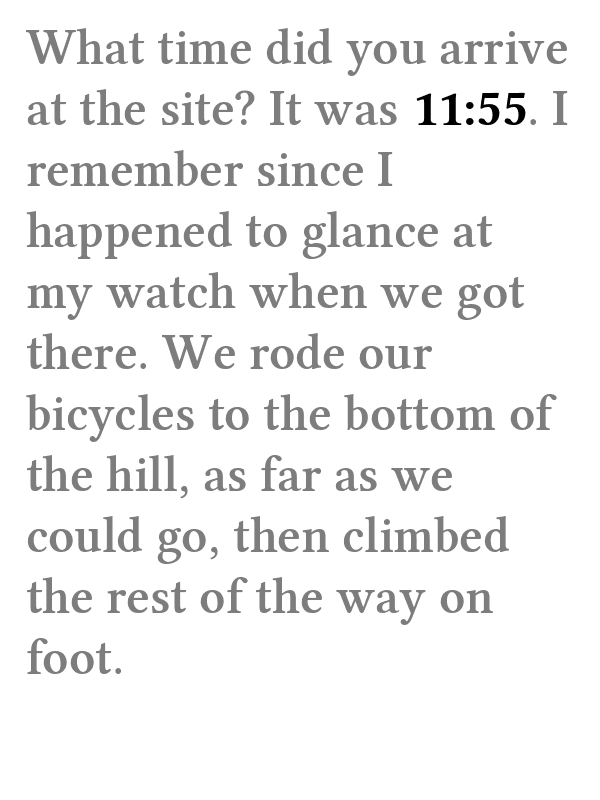 What time did you arrive
at the site? It was 11:55. I
remember since I
happened to glance at
my watch when we got
there. We rode our
bicycles to the bottom of
the hill, as far as we
could go, then climbed
the rest of the way on
foot.